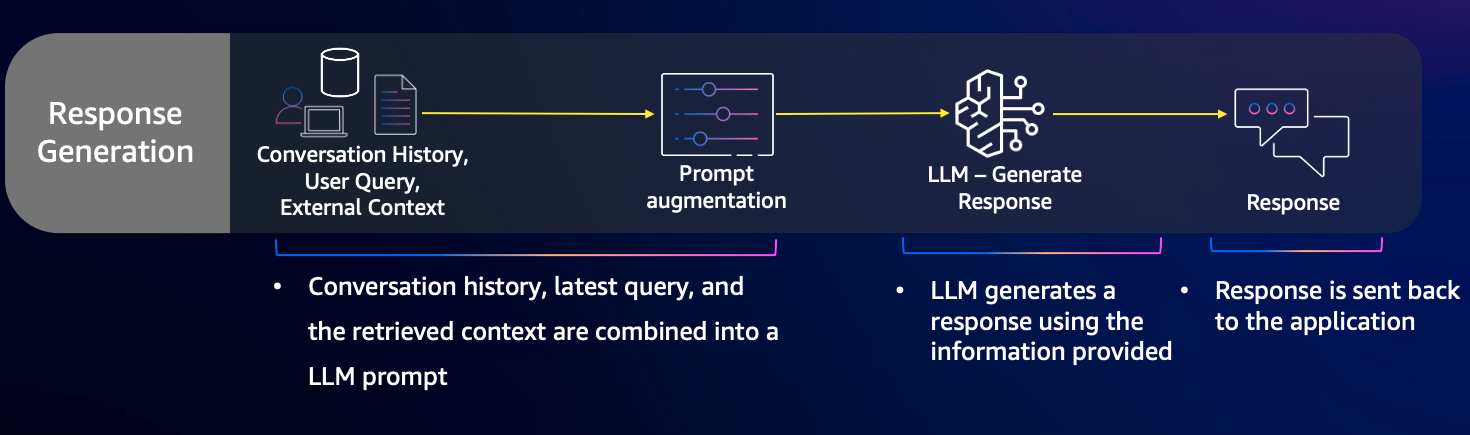 Response
Generation
Conversation History,
User Query,
External Context
Prompt
augmentation
LLM – Generate
Response
Response
• Conversation history, latest query, and
the retrieved context are combined into a
LLM prompt
• LLM generates a
response using the
information provided
• Response is sent back
to the application